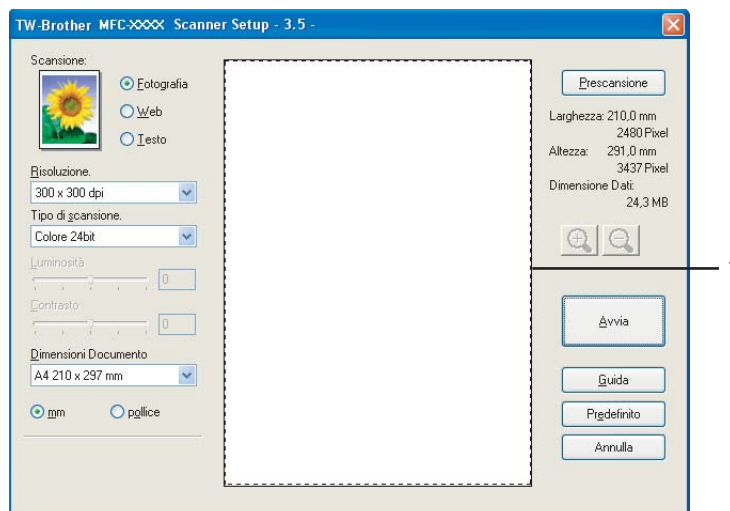 TW-Brother MFC-XXXX Scanner Setup - 3.5 -
Scansione:
Fotografia
Web
Testo
Risoluzione.
300 x 300 dpi
Tipo di scansione.
Colore 24bit
Luminosità
0
Contrasto
0
Dimensioni Documento
A4 210 x 297 mm
mm
pollice
Prescansione
Larghezza: 210,0 mm
2480 Pixel
Altezza: 291,0 mm
3437 Pixel
Dimensione Dati:
24,3 MB
Avvia
Guida
Predefinito
Annulla